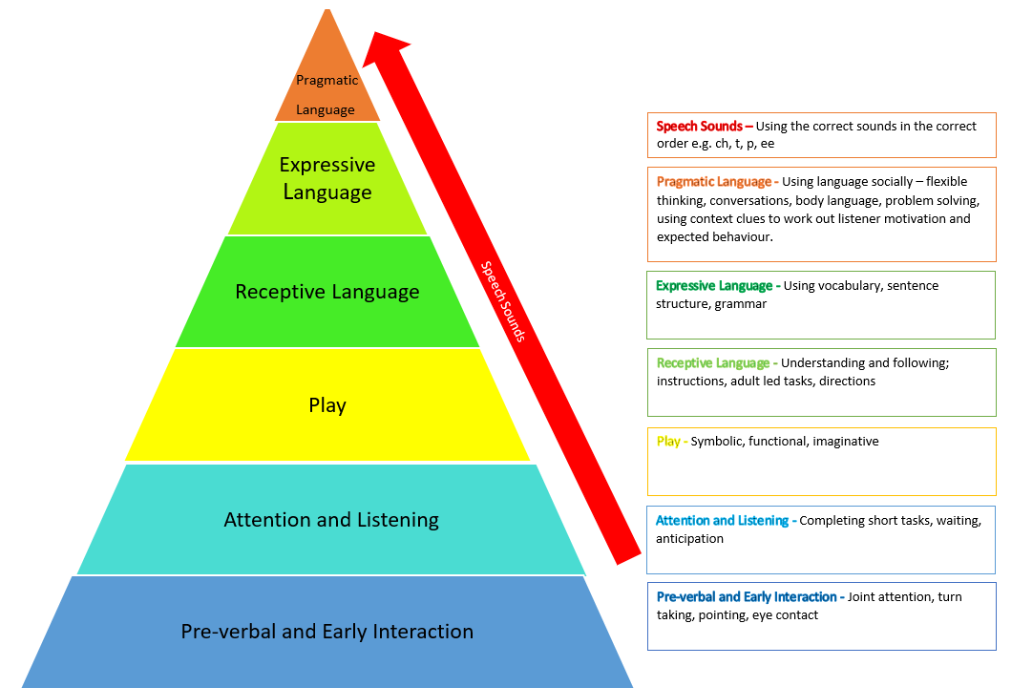 Pragmatic
Language
Expressive
Language
Receptive Language
Play
Attention and Listening
Pre-verbal and Early Interaction
Speech Sounds
Speech Sounds – Using the correct sounds in the correct
order e.g. ch, t, p, ee
Pragmatic Language - Using language socially – flexible
thinking, conversations, body language, problem solving,
using context clues to work out listener motivation and
expected behaviour.
Expressive Language - Using vocabulary, sentence
structure, grammar
Receptive Language - Understanding and following;
instructions, adult led tasks, directions
Play - Symbolic, functional, imaginative
Attention and Listening - Completing short tasks, waiting,
anticipation
Pre-verbal and Early Interaction - Joint attention, turn
taking, pointing, eye contact